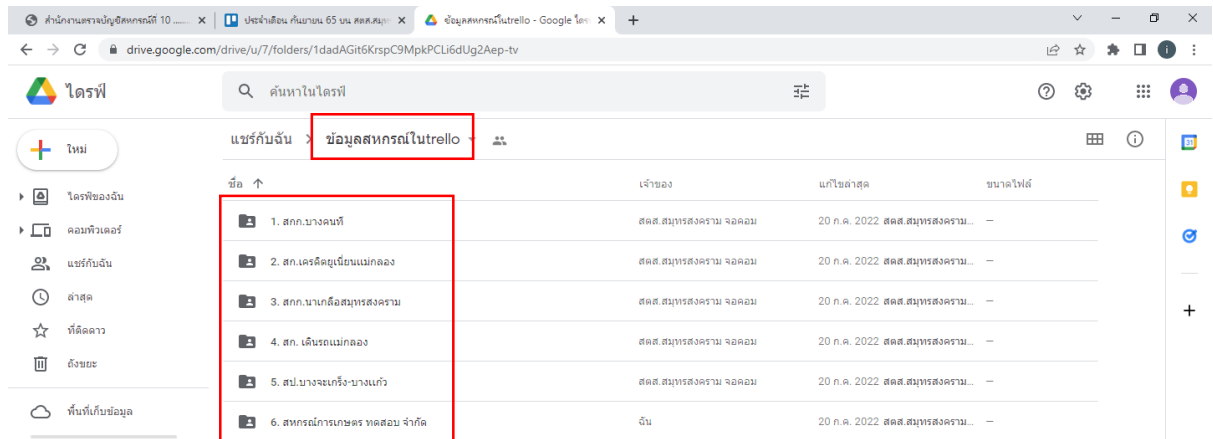 สำนักงานตรวจบัญชีสหกรณ์ที่ 10 ......
ประจำเดือน กันยายน 65 บน สตส.สมุท
ข้อมูลสหกรณ์ในtrello - Google ไดร
drive.google.com/drive/u/7/folders/1dadAGit6KrspC9MpkPCLi6dUg2Aep-tv
ไดรฟ์
ค้นหาในไดรฟ์
ใหม่
แชร์กับฉัน > ข้อมูลสหกรณ์ในtrello
31
ชื่อ เจ้าของ แก้ไขล่าสุด ขนาดไฟล์
ไดรฟ์ของฉัน
คอมพิวเตอร์
แชร์กับฉัน
ล่าสุด
ที่ติดดาว
ถังขยะ
พื้นที่เก็บข้อมูล
1. สกก.บางคนที สตส.สมุทรสงคราม จอคอม 20 ก.ค. 2022 สตส.สมุทรสงคราม... —
2. สก.เครดิตยูเนี่ยนแม่กลอง สตส.สมุทรสงคราม จอคอม 20 ก.ค. 2022 สตส.สมุทรสงคราม... —
3. สกก.นาเกลือสมุทรสงคราม สตส.สมุทรสงคราม จอคอม 20 ก.ค. 2022 สตส.สมุทรสงคราม... —
4. สก. เดินรถแม่กลอง สตส.สมุทรสงคราม จอคอม 20 ก.ค. 2022 สตส.สมุทรสงคราม... —
5. สป.บางจะเกร็ง-บางแก้ว สตส.สมุทรสงคราม จอคอม 20 ก.ค. 2022 สตส.สมุทรสงคราม... —
6. สหกรณ์การเกษตร ทดสอบ จำกัด ฉัน 20 ก.ค. 2022 สตส.สมุทรสงคราม... —